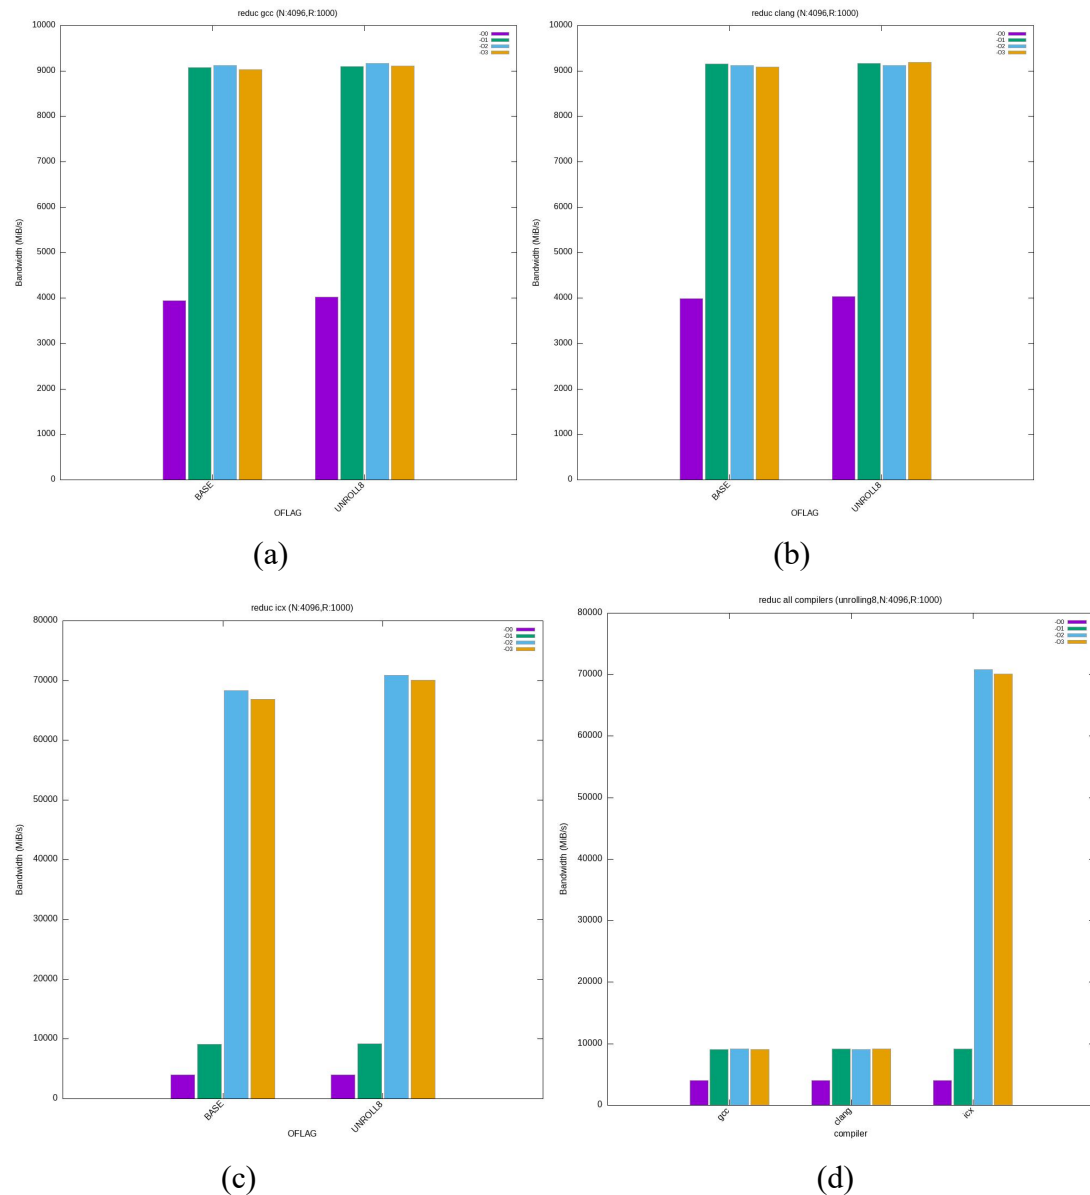 reduc gcc (N:4096,R:1000)
-O0
-O1
-O2
-O3
10000
9000
8000
7000
6000
5000
4000
3000
2000
1000
0
Bandwidth (MiB/s)
BASE
UNROLL8
OFLAG
(a)
reduc clang (N:4096,R:1000)
-O0
-O1
-O2
-O3
10000
9000
8000
7000
6000
5000
4000
3000
2000
1000
0
Bandwidth (MiB/s)
BASE
UNROLL8
OFLAG
(b)
reduc icx (N:4096,R:1000)
-O0
-O1
-O2
-O3
80000
70000
60000
50000
40000
30000
20000
10000
0
Bandwidth (MiB/s)
BASE
UNROLL8
OFLAG
(c)
reduc all compilers (unrolling8,N:4096,R:1000)
-O0
-O1
-O2
-O3
80000
70000
60000
50000
40000
30000
20000
10000
0
Bandwidth (MiB/s)
gcc
clang
icx
compiler
(d)